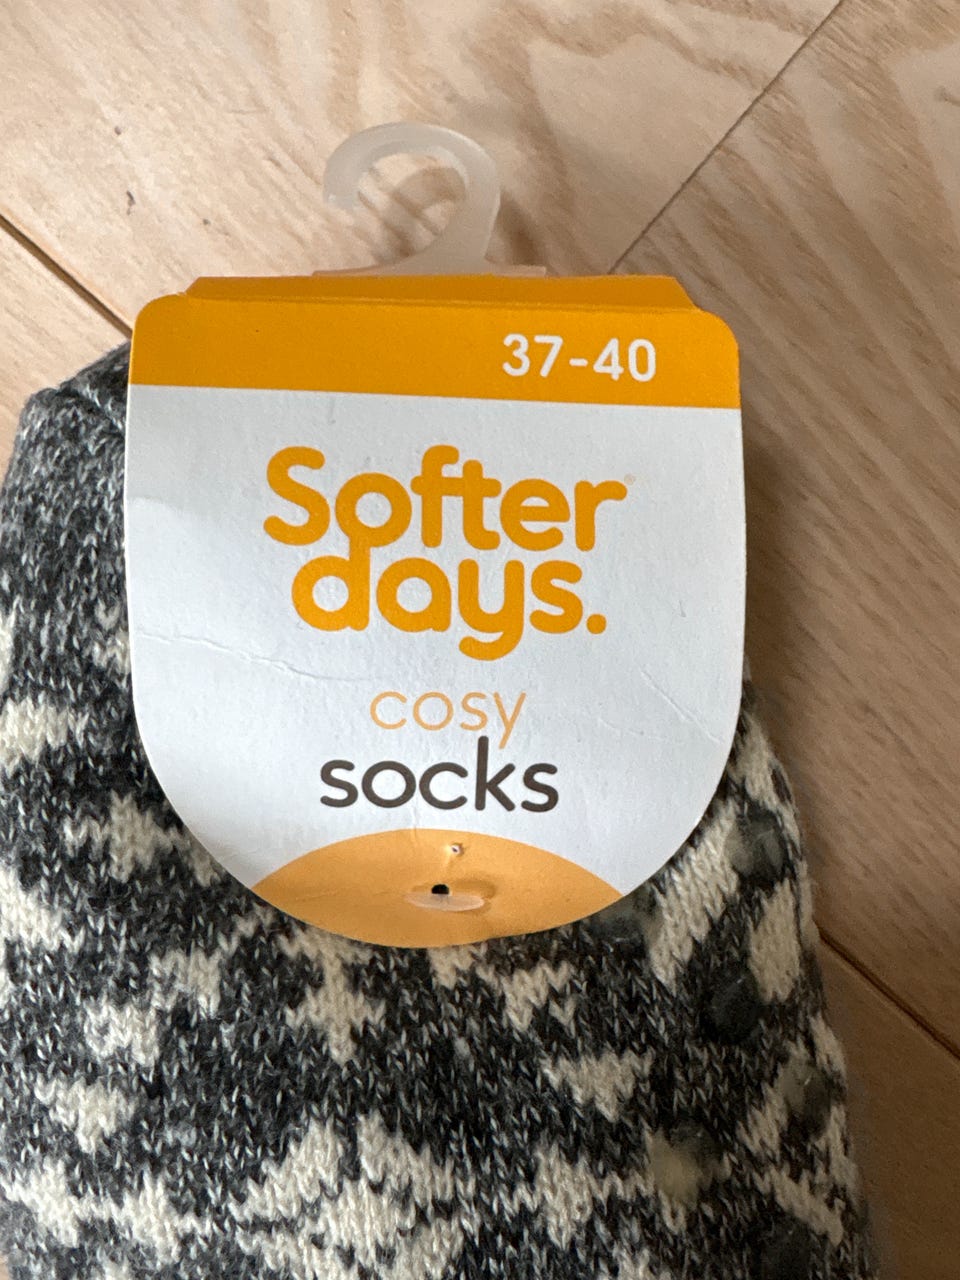 37-40
Softer
days.
cosy
socks